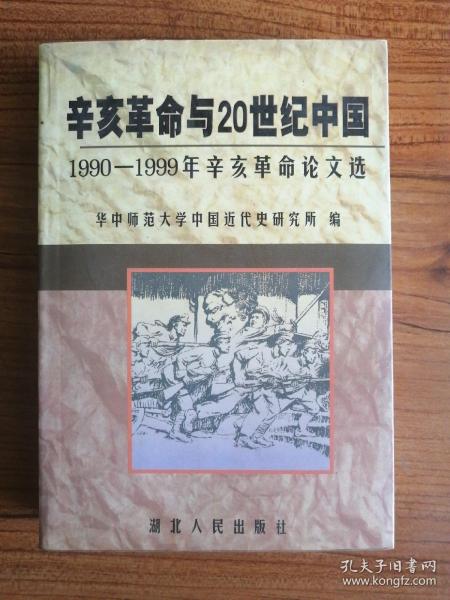 辛亥革命与20世纪中国
1990—1999年辛亥革命论文选
华中师范大学中国近代史研究所 编
湖北人民出版社
孔夫子旧书网
www.kongfz.com